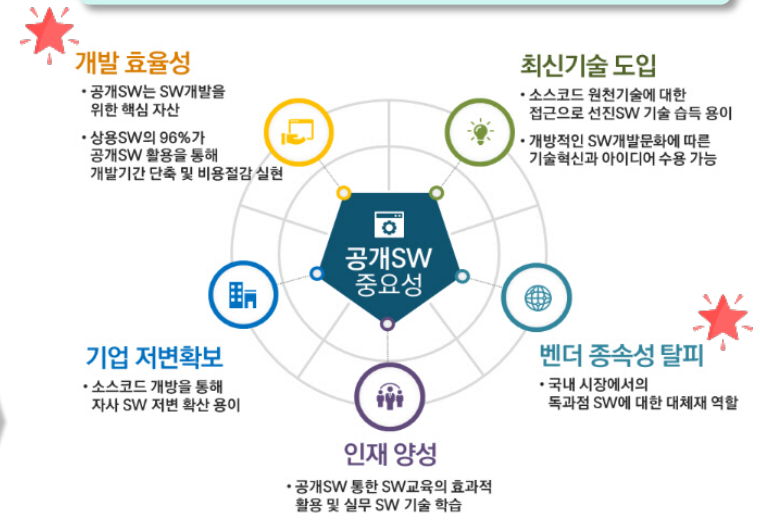 개발 효율성
• 공개SW는 SW개발을
위한 핵심 자산
• 상용SW의 96%가
공개SW 활용을 통해
개발기간 단축 및 비용절감 실현
최신기술 도입
• 소스코드 원천기술에 대한
접근으로 선진SW 기술 습득 용이
• 개방적인 SW개발문화에 따른
기술혁신과 아이디어 수용 가능
공개SW
중요성
기업 저변확보
• 소스코드 개방을 통해
자사 SW 저변 확산 용이
벤더 종속성 탈피
• 국내 시장에서의
독과점 SW에 대한 대체재 역할
인재 양성
• 공개SW 통한 SW교육의 효과적
활용 및 실무 SW 기술 학습